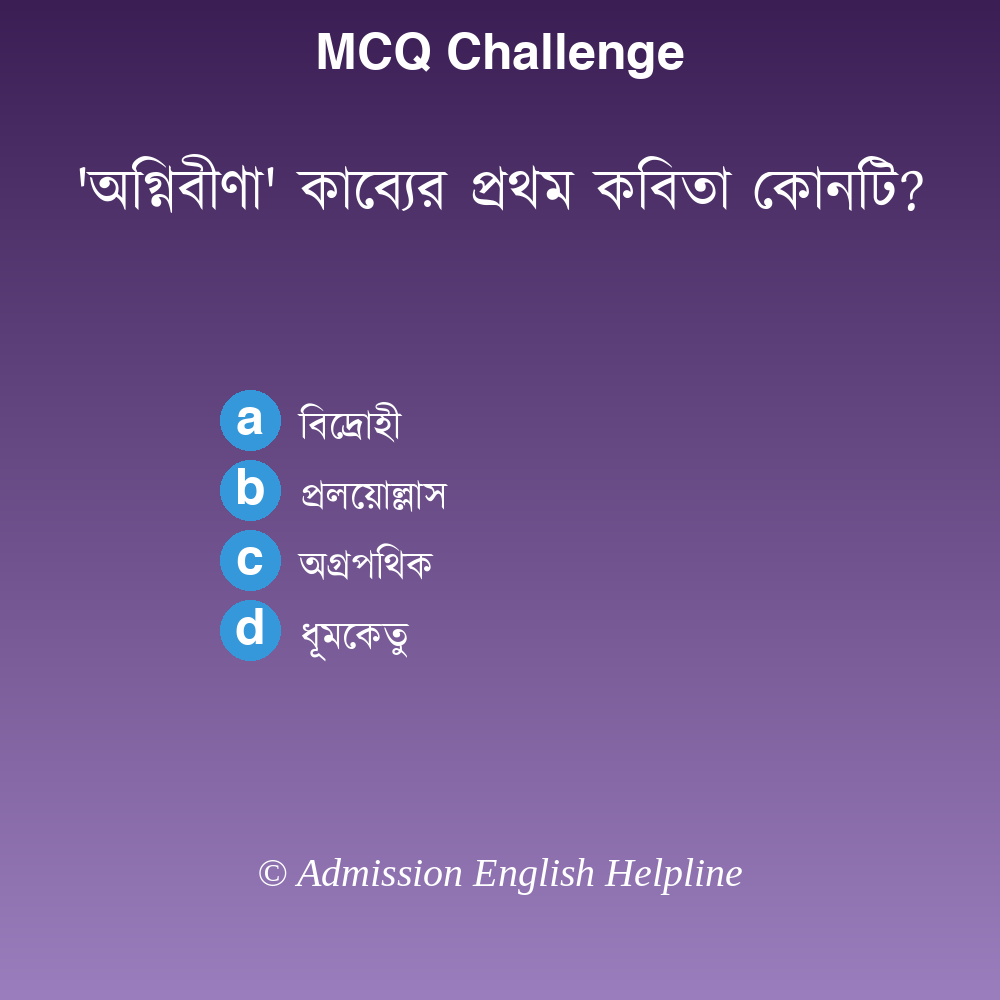 MCQ Challenge
'অগ্নিবীণা' কাব্যের প্রথম কবিতা কোনটি?
a বিদ্রোহী
b প্রলয়োল্লাস
c অগ্রপথিক
d ধূমকেতু
© Admission English Helpline